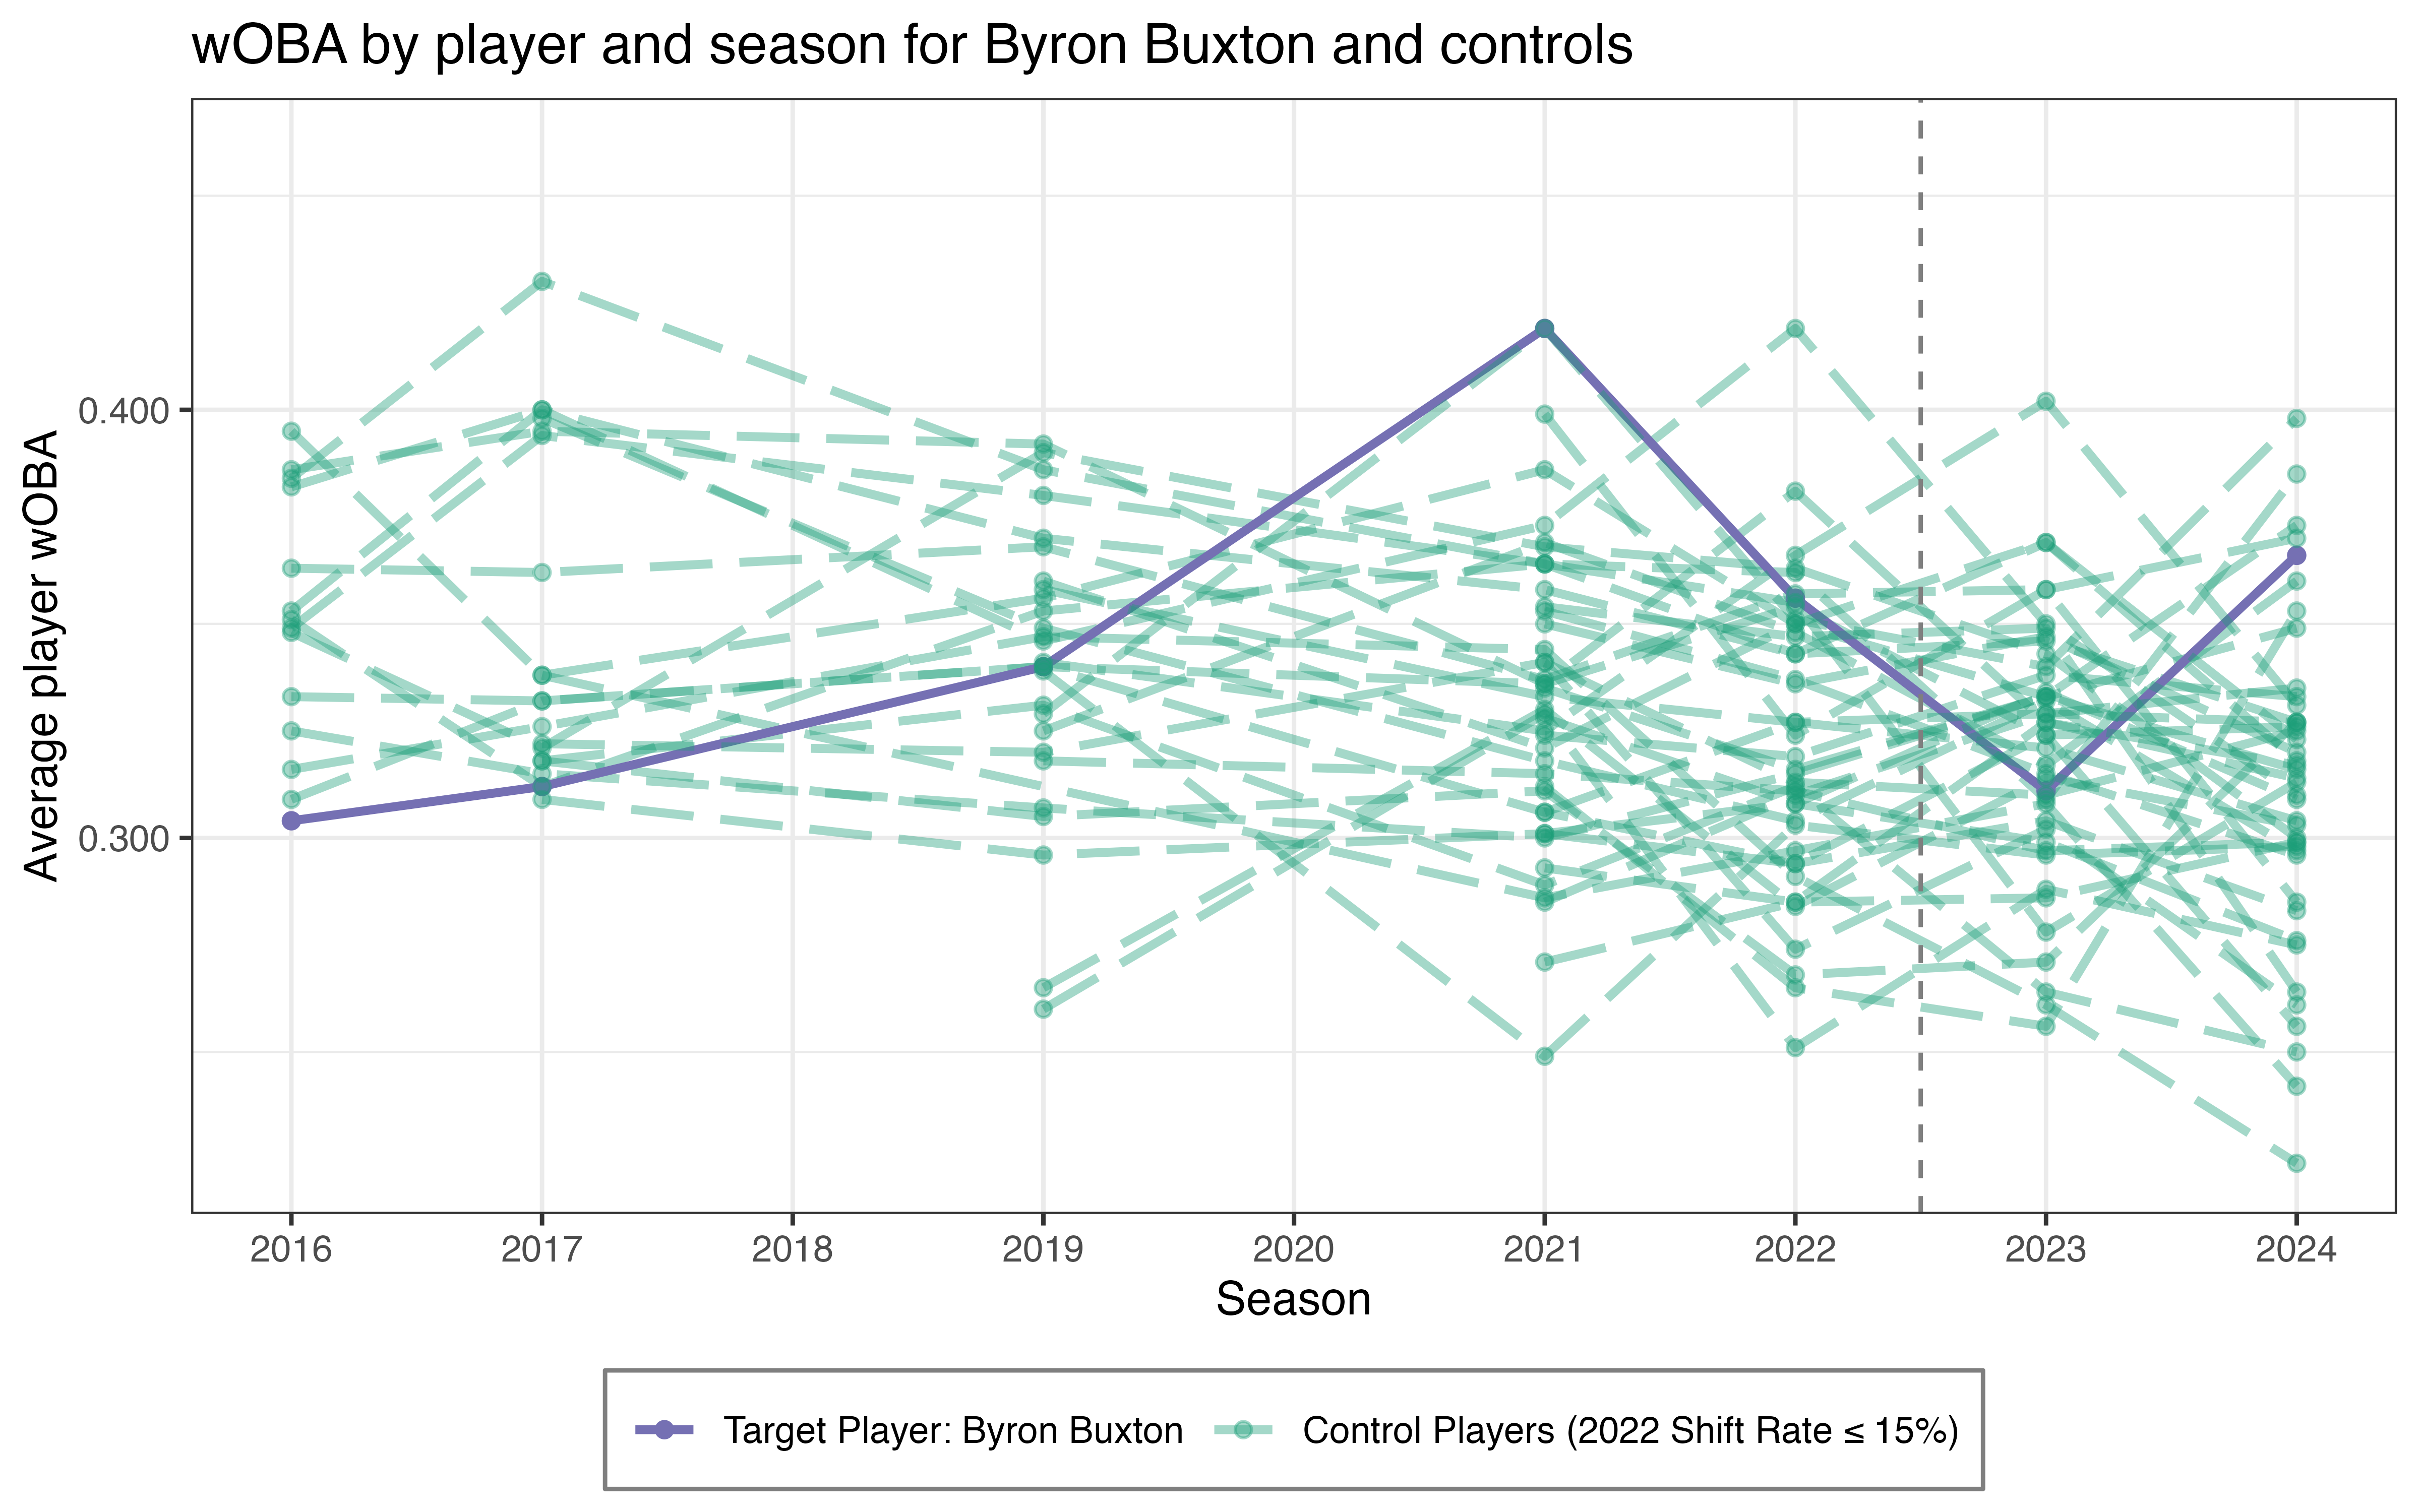 wOBA by player and season for Byron Buxton and controls
Average player wOBA
0.400
0.300
2016 2017 2018 2019 2020 2021 2022 2023 2024
Season
Target Player: Byron Buxton Control Players (2022 Shift Rate ≤ 15%)